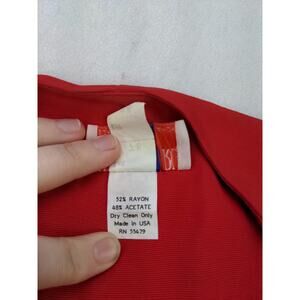 52% RAYON
48% ACETATE
Dry Clean Only
Made in USA
RN 55479